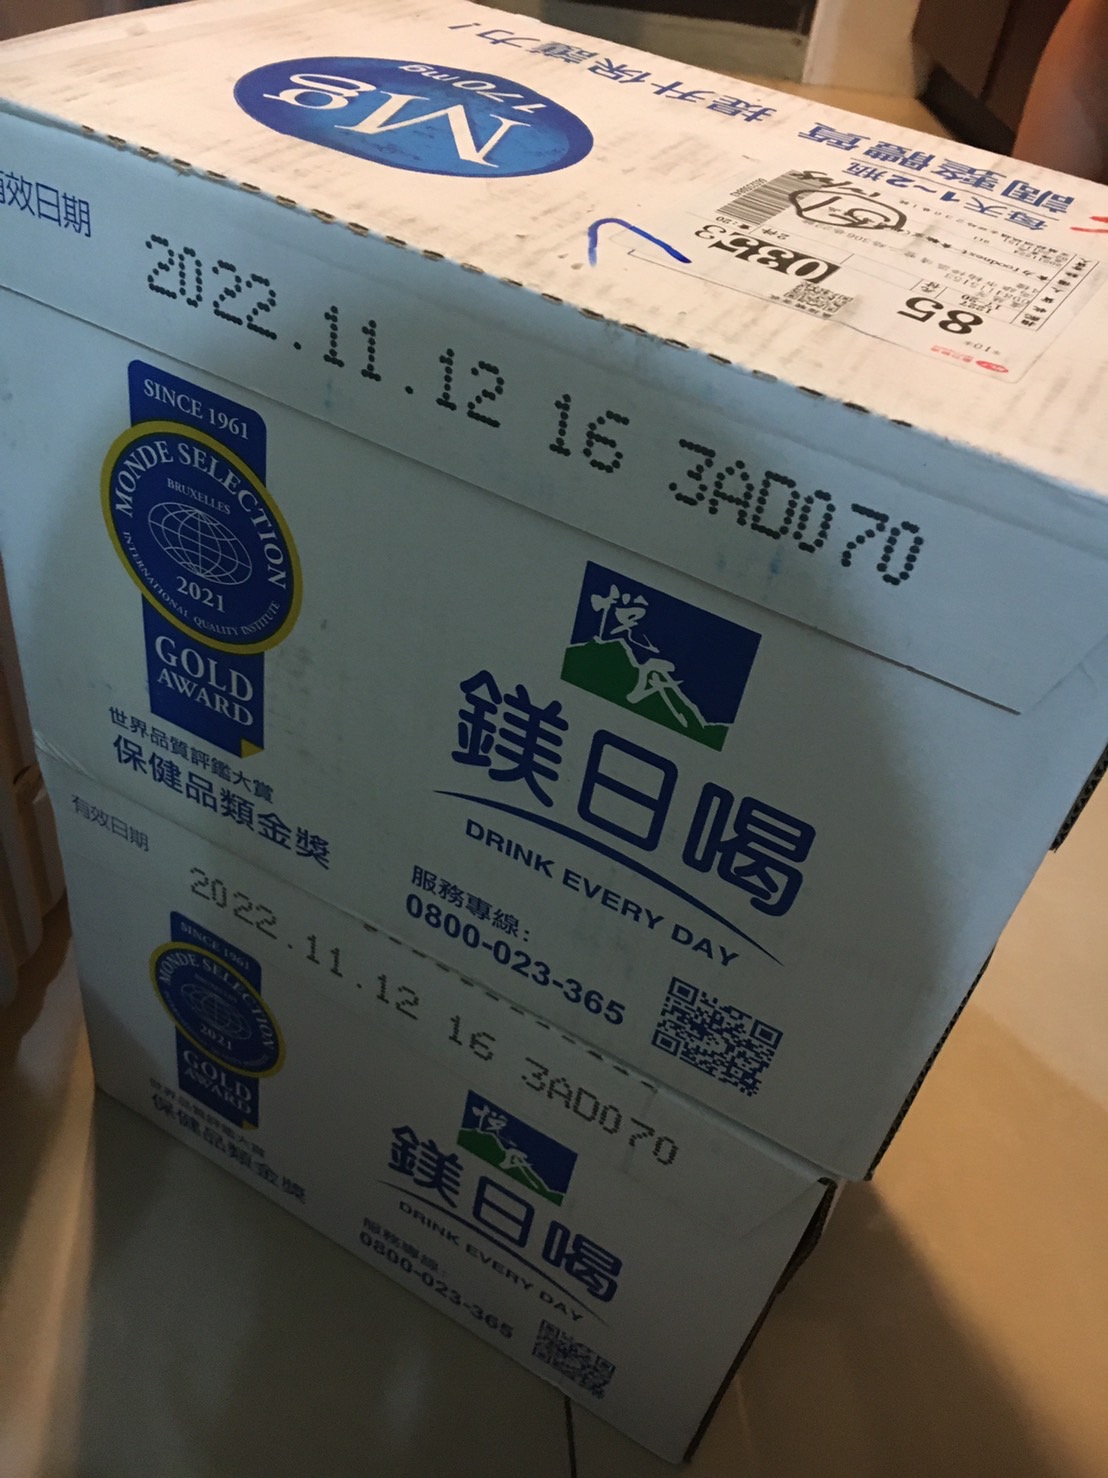 提升保護力!
調整體質
每天1~2瓶
Mg
170mg
03153
85
有效日期
2022.11.12 16 3AD070
SINCE 1961
MONDE SELECTION
BRUXELLES
2021
INTERNATIONAL QUALITY INSTITUTE
GOLD
AWARD
世界品質評鑑大賞
保健品類金獎
悅氏
鎂日喝
DRINK EVERY DAY
服務專線:
0800-023-365
有效日期
2022.11.12 16 3AD070
SINCE 1961
MONDE SELECTION
2021
GOLD
AWARD
世界品質評鑑大賞
保健品類金獎
悅氏
鎂日喝
DRINK EVERY DAY
服務專線:
0800-023-365